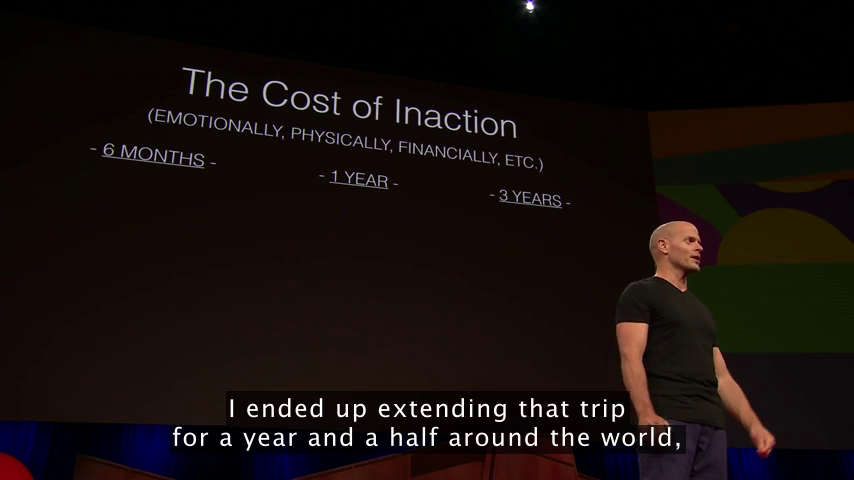 The Cost of Inaction
(EMOTIONALLY, PHYSICALLY, FINANCIALLY, ETC.)
- 6 MONTHS -
- 1 YEAR -
- 3 YEARS -
I ended up extending that trip
for a year and a half around the world,